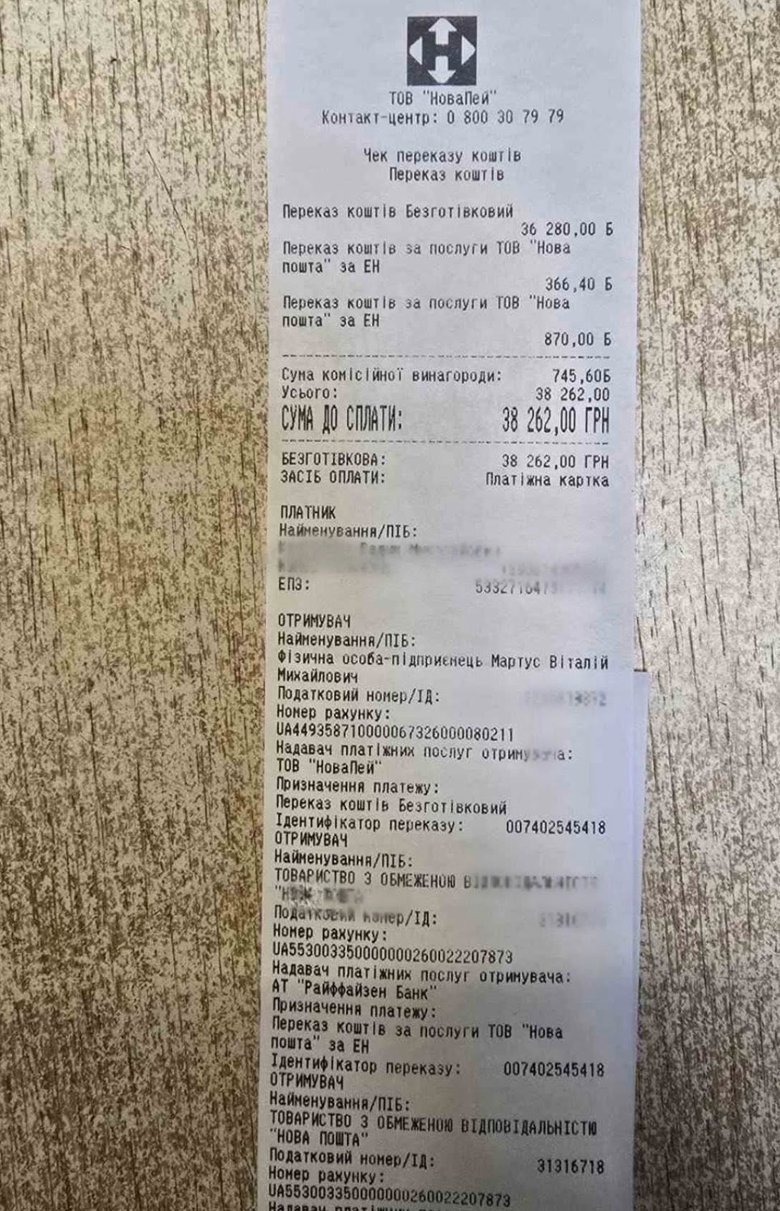 ТОВ "НоваПей"
Контакт-центр: 0 800 30 79 79
Чек переказу коштів
Переказ коштів
Переказ коштів Безготівковий
36 280,00 Б
Переказ коштів за послуги ТОВ "Нова
пошта" за ЕН
366,40 Б
Переказ коштів за послуги ТОВ "Нова
пошта" за ЕН
870,00 Б
Сума комісійної винагороди: 745,60Б
Усього: 38 262,00
СУМА ДО СПЛАТИ: 38 262,00 ГРН
БЕЗГОТІВКОВА: 38 262,00 ГРН
ЗАСІБ ОПЛАТИ: Платіжна картка
ПЛАТНИК
Найменування/ПІБ:
ЕПЗ:
ОТРИМУВАЧ
Найменування/ПІБ:
Фізична особа-підприємець Мартус Віталій
Михайлович
Податковий номер/ІД:
Номер рахунку:
UA449358710000067326000080211
Надавач платіжних послуг отримувача:
ТОВ "НоваПей"
Призначення платежу:
Переказ коштів Безготівковий
Ідентифікатор переказу: 007402545418
ОТРИМУВАЧ
Найменування/ПІБ:
ТОВАРИСТВО З ОБМЕЖЕНОЮ
Податковий номер/ІД:
Номер рахунку:
UA553003350000000260022207873
Надавач платіжних послуг отримувача:
АТ "Райффайзен Банк"
Призначення платежу:
Переказ коштів за послуги ТОВ "Нова
пошта" за ЕН
Ідентифікатор переказу: 007402545418
ОТРИМУВАЧ
Найменування/ПІБ:
ТОВАРИСТВО З ОБМЕЖЕНОЮ ВІДПОВІДАЛЬНІСТЮ
"НОВА ПОШТА"
Податковий номер/ІД: 31316718
Номер рахунку:
UA553003350000000260022207873